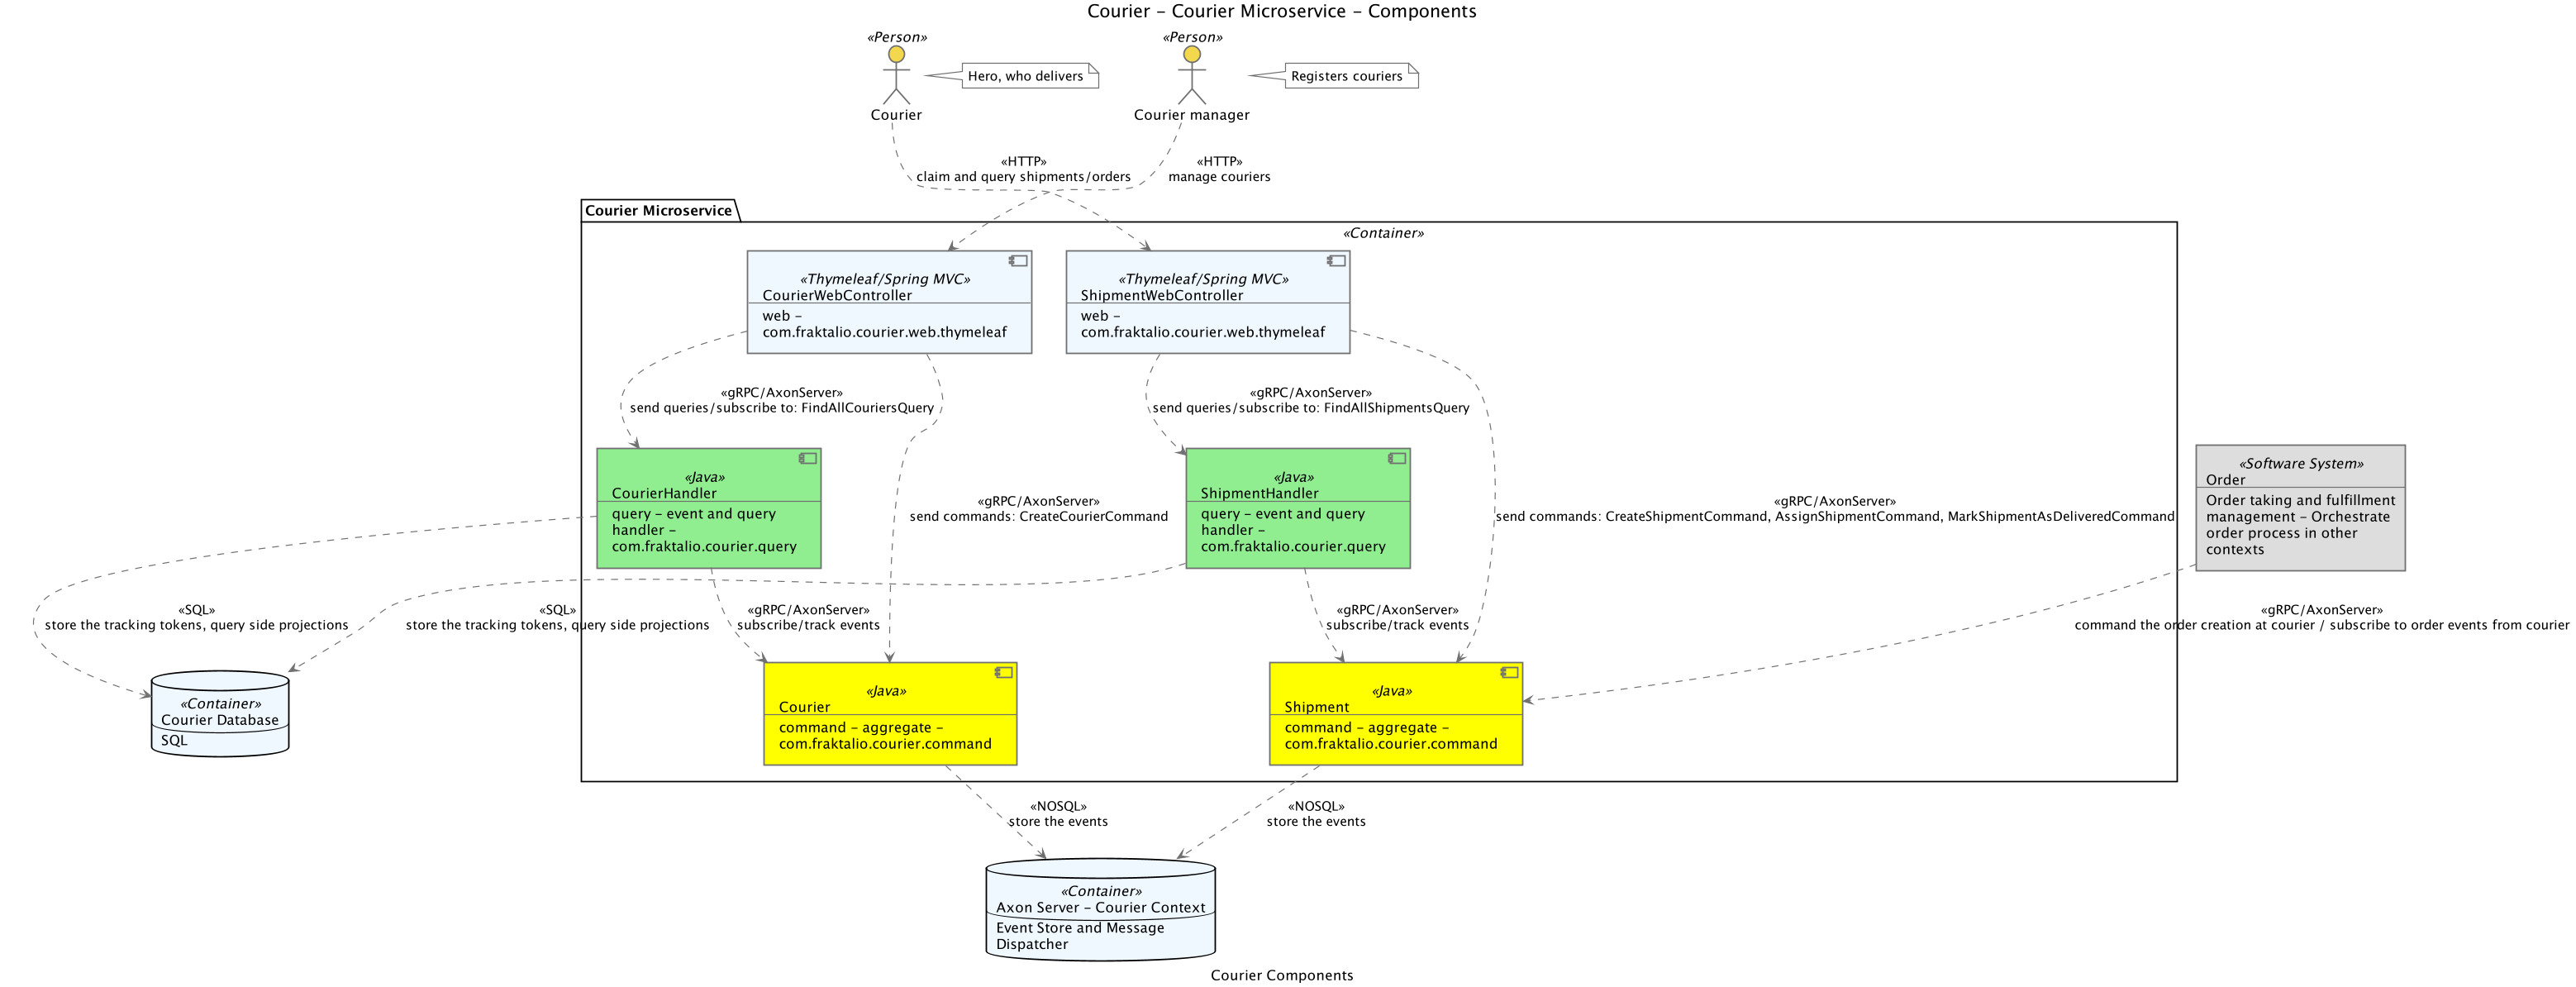 Courier – Courier Microservice – Components
«Person»
Courier
Hero, who delivers
«Person»
Courier manager
Registers couriers
«HTTP»
claim and query shipments/orders
«HTTP»
manage couriers
Courier Microservice
«Container»
«Thymeleaf/Spring MVC»
CourierWebController
web –
com.fraktalio.courier.web.thymeleaf
«Thymeleaf/Spring MVC»
ShipmentWebController
web –
com.fraktalio.courier.web.thymeleaf
«gRPC/AxonServer»
send queries/subscribe to: FindAllCouriersQuery
«gRPC/AxonServer»
send queries/subscribe to: FindAllShipmentsQuery
«Java»
CourierHandler
query – event and query
handler –
com.fraktalio.courier.query
«gRPC/AxonServer»
send commands: CreateCourierCommand
«Java»
ShipmentHandler
query – event and query
handler –
com.fraktalio.courier.query
«gRPC/AxonServer»
send commands: CreateShipmentCommand, AssignShipmentCommand, MarkShipmentAsDeliveredCommand
«Software System»
Order
Order taking and fulfillment
management – Orchestrate
order process in other
contexts
«SQL»
store the tracking tokens, query side projections
«SQL»
store the tracking tokens, query side projections
«gRPC/AxonServer»
subscribe/track events
«gRPC/AxonServer»
subscribe/track events
«gRPC/AxonServer»
command the order creation at courier / subscribe to order events from courier
«Container»
Courier Database
SQL
«Java»
Courier
command – aggregate –
com.fraktalio.courier.command
«Java»
Shipment
command – aggregate –
com.fraktalio.courier.command
«NOSQL»
store the events
«NOSQL»
store the events
«Container»
Axon Server – Courier Context
Event Store and Message
Dispatcher
Courier Components